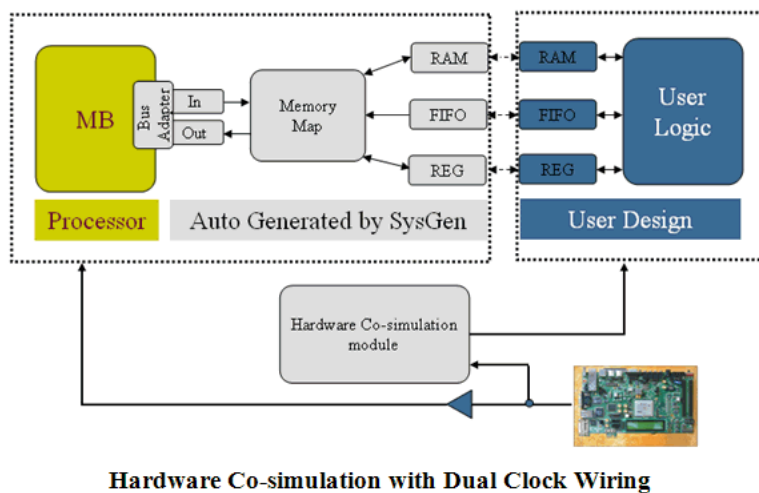 MB
Bus
Adapter
In
Out
Memory
Map
RAM
FIFO
REG
RAM
FIFO
REG
User
Logic
Processor
Auto Generated by SysGen
User Design
Hardware Co-simulation
module
Hardware Co-simulation with Dual Clock Wiring